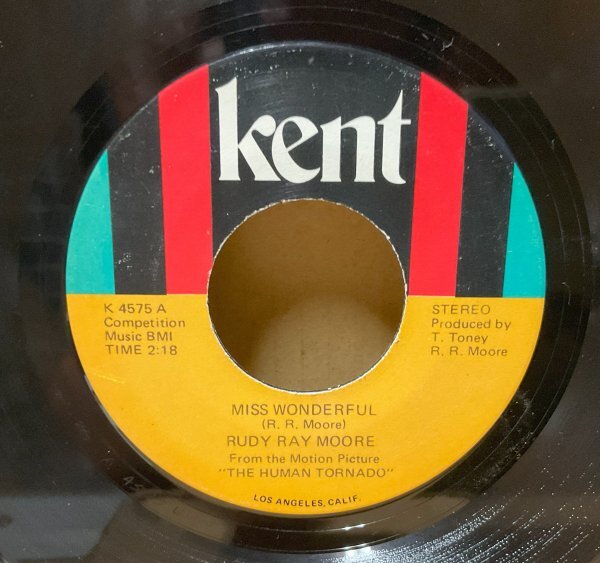 kent
K 4575 A
Competition
Music BMI
TIME 2:18
STEREO
Produced by
T. Toney
R. R. Moore
MISS WONDERFUL
(R. R. Moore)
RUDY RAY MOORE
From the Motion Picture
"THE HUMAN TORNADO"
LOS ANGELES, CALIF.